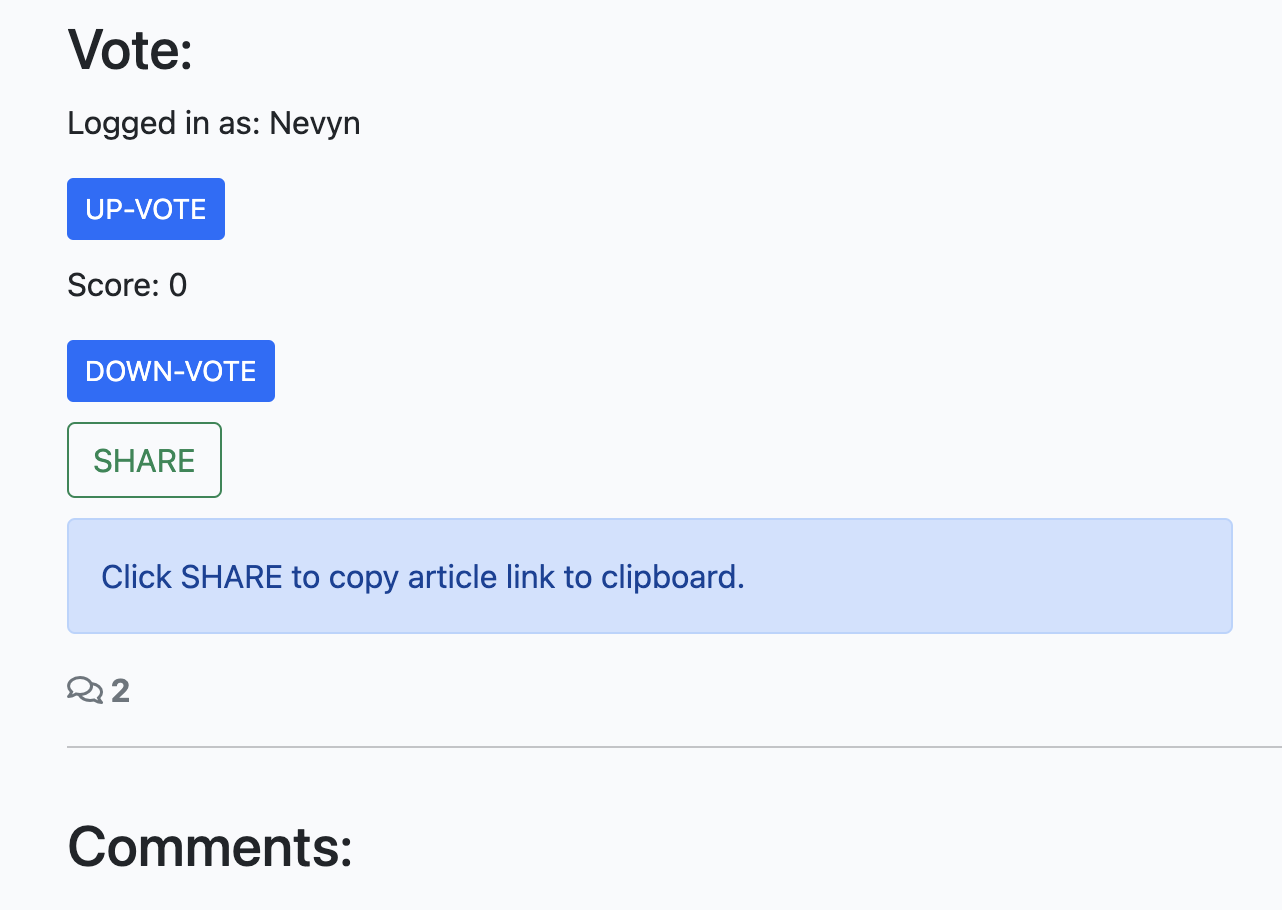 Vote:
Logged in as: Nevyn
UP-VOTE
Score: 0
DOWN-VOTE
SHARE
Click SHARE to copy article link to clipboard.
2
Comments: